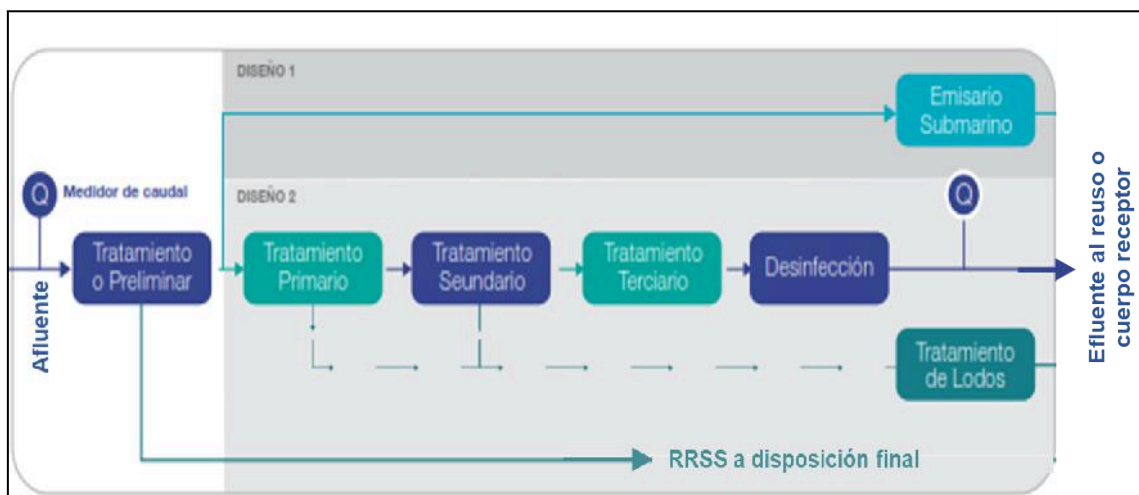 DISEÑO 1
Emisario
Submarino
Q
Medidor de caudal
DISEÑO 2
Q
Tratamiento
o Preliminar
Tratamiento
Primario
Tratamiento
Seundario
Tratamiento
Terciario
Desinfección
Afluente
Efluente al reuso o
cuerpo receptor
Tratamiento
de Lodos
RRSS a disposición final